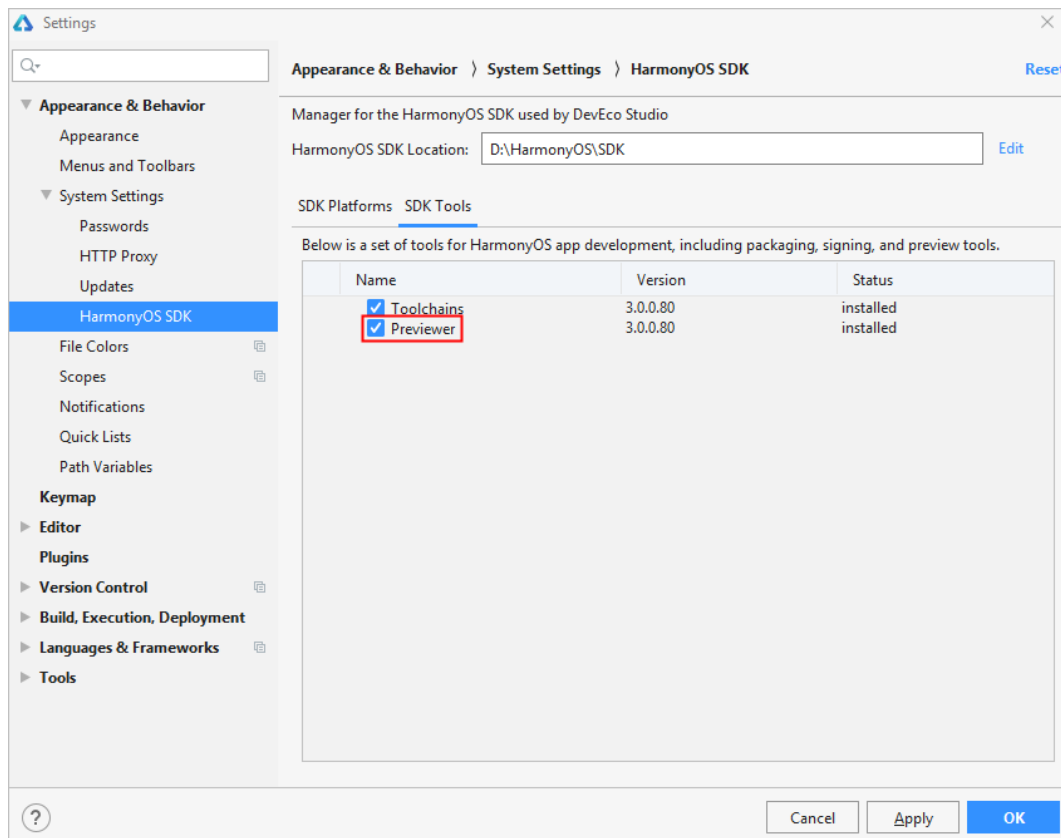 Settings
Appearance & Behavior 〉 System Settings 〉 HarmonyOS SDK
Reset
Appearance & Behavior
Appearance
Menus and Toolbars
System Settings
Passwords
HTTP Proxy
Updates
HarmonyOS SDK
File Colors
Scopes
Notifications
Quick Lists
Path Variables
Keymap
Editor
Plugins
Version Control
Build, Execution, Deployment
Languages & Frameworks
Tools
Manager for the HarmonyOS SDK used by DevEco Studio
HarmonyOS SDK Location: D:\HarmonyOS\SDK Edit
SDK Platforms SDK Tools
Below is a set of tools for HarmonyOS app development, including packaging, signing, and preview tools.
Name Version Status
Toolchains 3.0.0.80 installed
Previewer 3.0.0.80 installed
? Cancel Apply OK